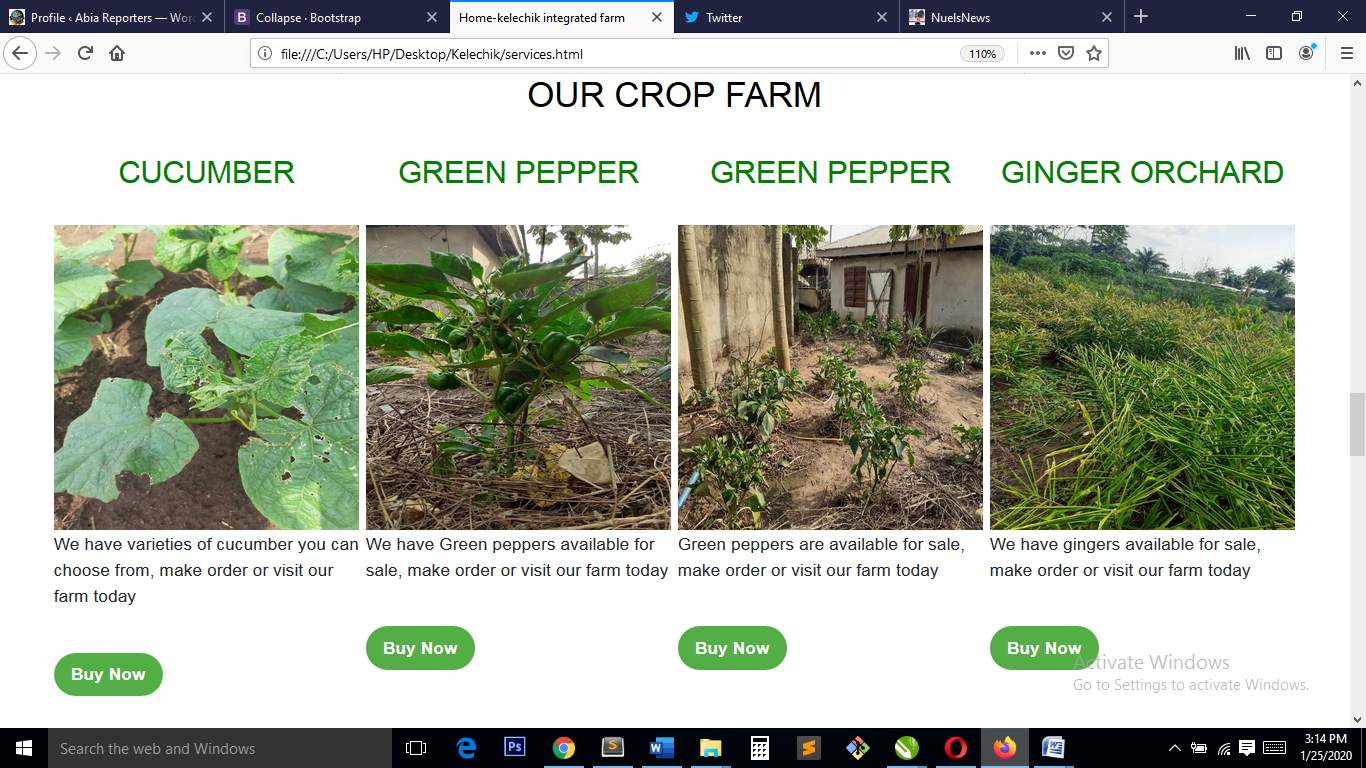 Profile ‹ Abia Reporters — Wor
Collapse · Bootstrap
Home-kelechik integrated farm
Twitter
NuelsNews
file:///C:/Users/HP/Desktop/Kelechik/services.html
110%
OUR CROP FARM
CUCUMBER
GREEN PEPPER
GREEN PEPPER
GINGER ORCHARD
We have varieties of cucumber you can
choose from, make order or visit our
farm today
Buy Now
We have Green peppers available for
sale, make order or visit our farm today
Buy Now
Green peppers are available for sale,
make order or visit our farm today
Buy Now
We have gingers available for sale,
make order or visit our farm today
Buy Now
Activate Windows
Go to Settings to activate Windows.
Search the web and Windows
3:14 PM
1/25/2020